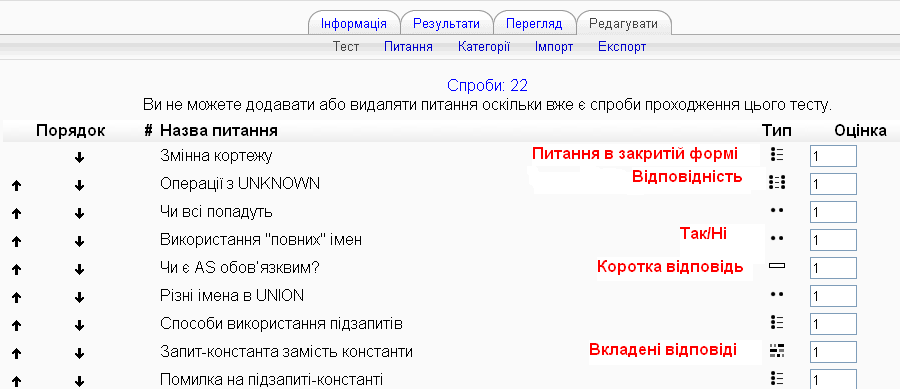 Інформація Результати Перегляд Редагувати
Тест Питання Категорії Імпорт Експорт
Спроби: 22
Ви не можете додавати або видаляти питання оскільки вже є спроби проходження цього тесту.
Порядок # Назва питання Тип Оцінка
Змінна кортежу Питання в закритій формі 1
Операції з UNKNOWN Відповідність 1
Чи всі попадуть 1
Використання "повних" імен Так/Ні 1
Чи є AS обов'язквим? Коротка відповідь 1
Різні імена в UNION 1
Способи використання підзапитів 1
Запит-константа замість константи Вкладені відповіді 1
Помилка на підзапиті-константі 1